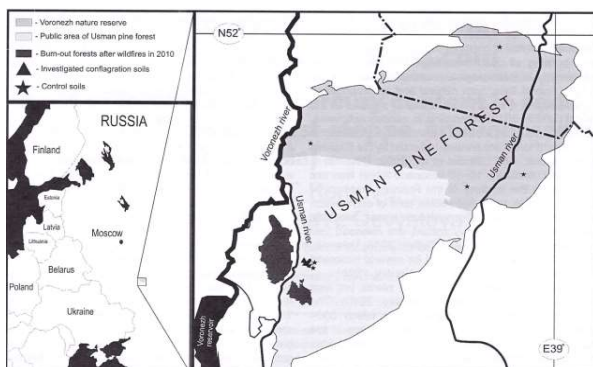 - Voronezh nature reserve
- Public area of Usman pine forest
- Burn-out forests after wildfires in 2010
- Investigated conflagration soils
- Control soils
RUSSIA
Finland
Estonia
Latvia
Lithuania
Moscow
Belarus
Poland
Ukraine
N52°
Voronezh river
USMAN PINE FOREST
Usman river
Usman river
Voronezh reservoir
E39°